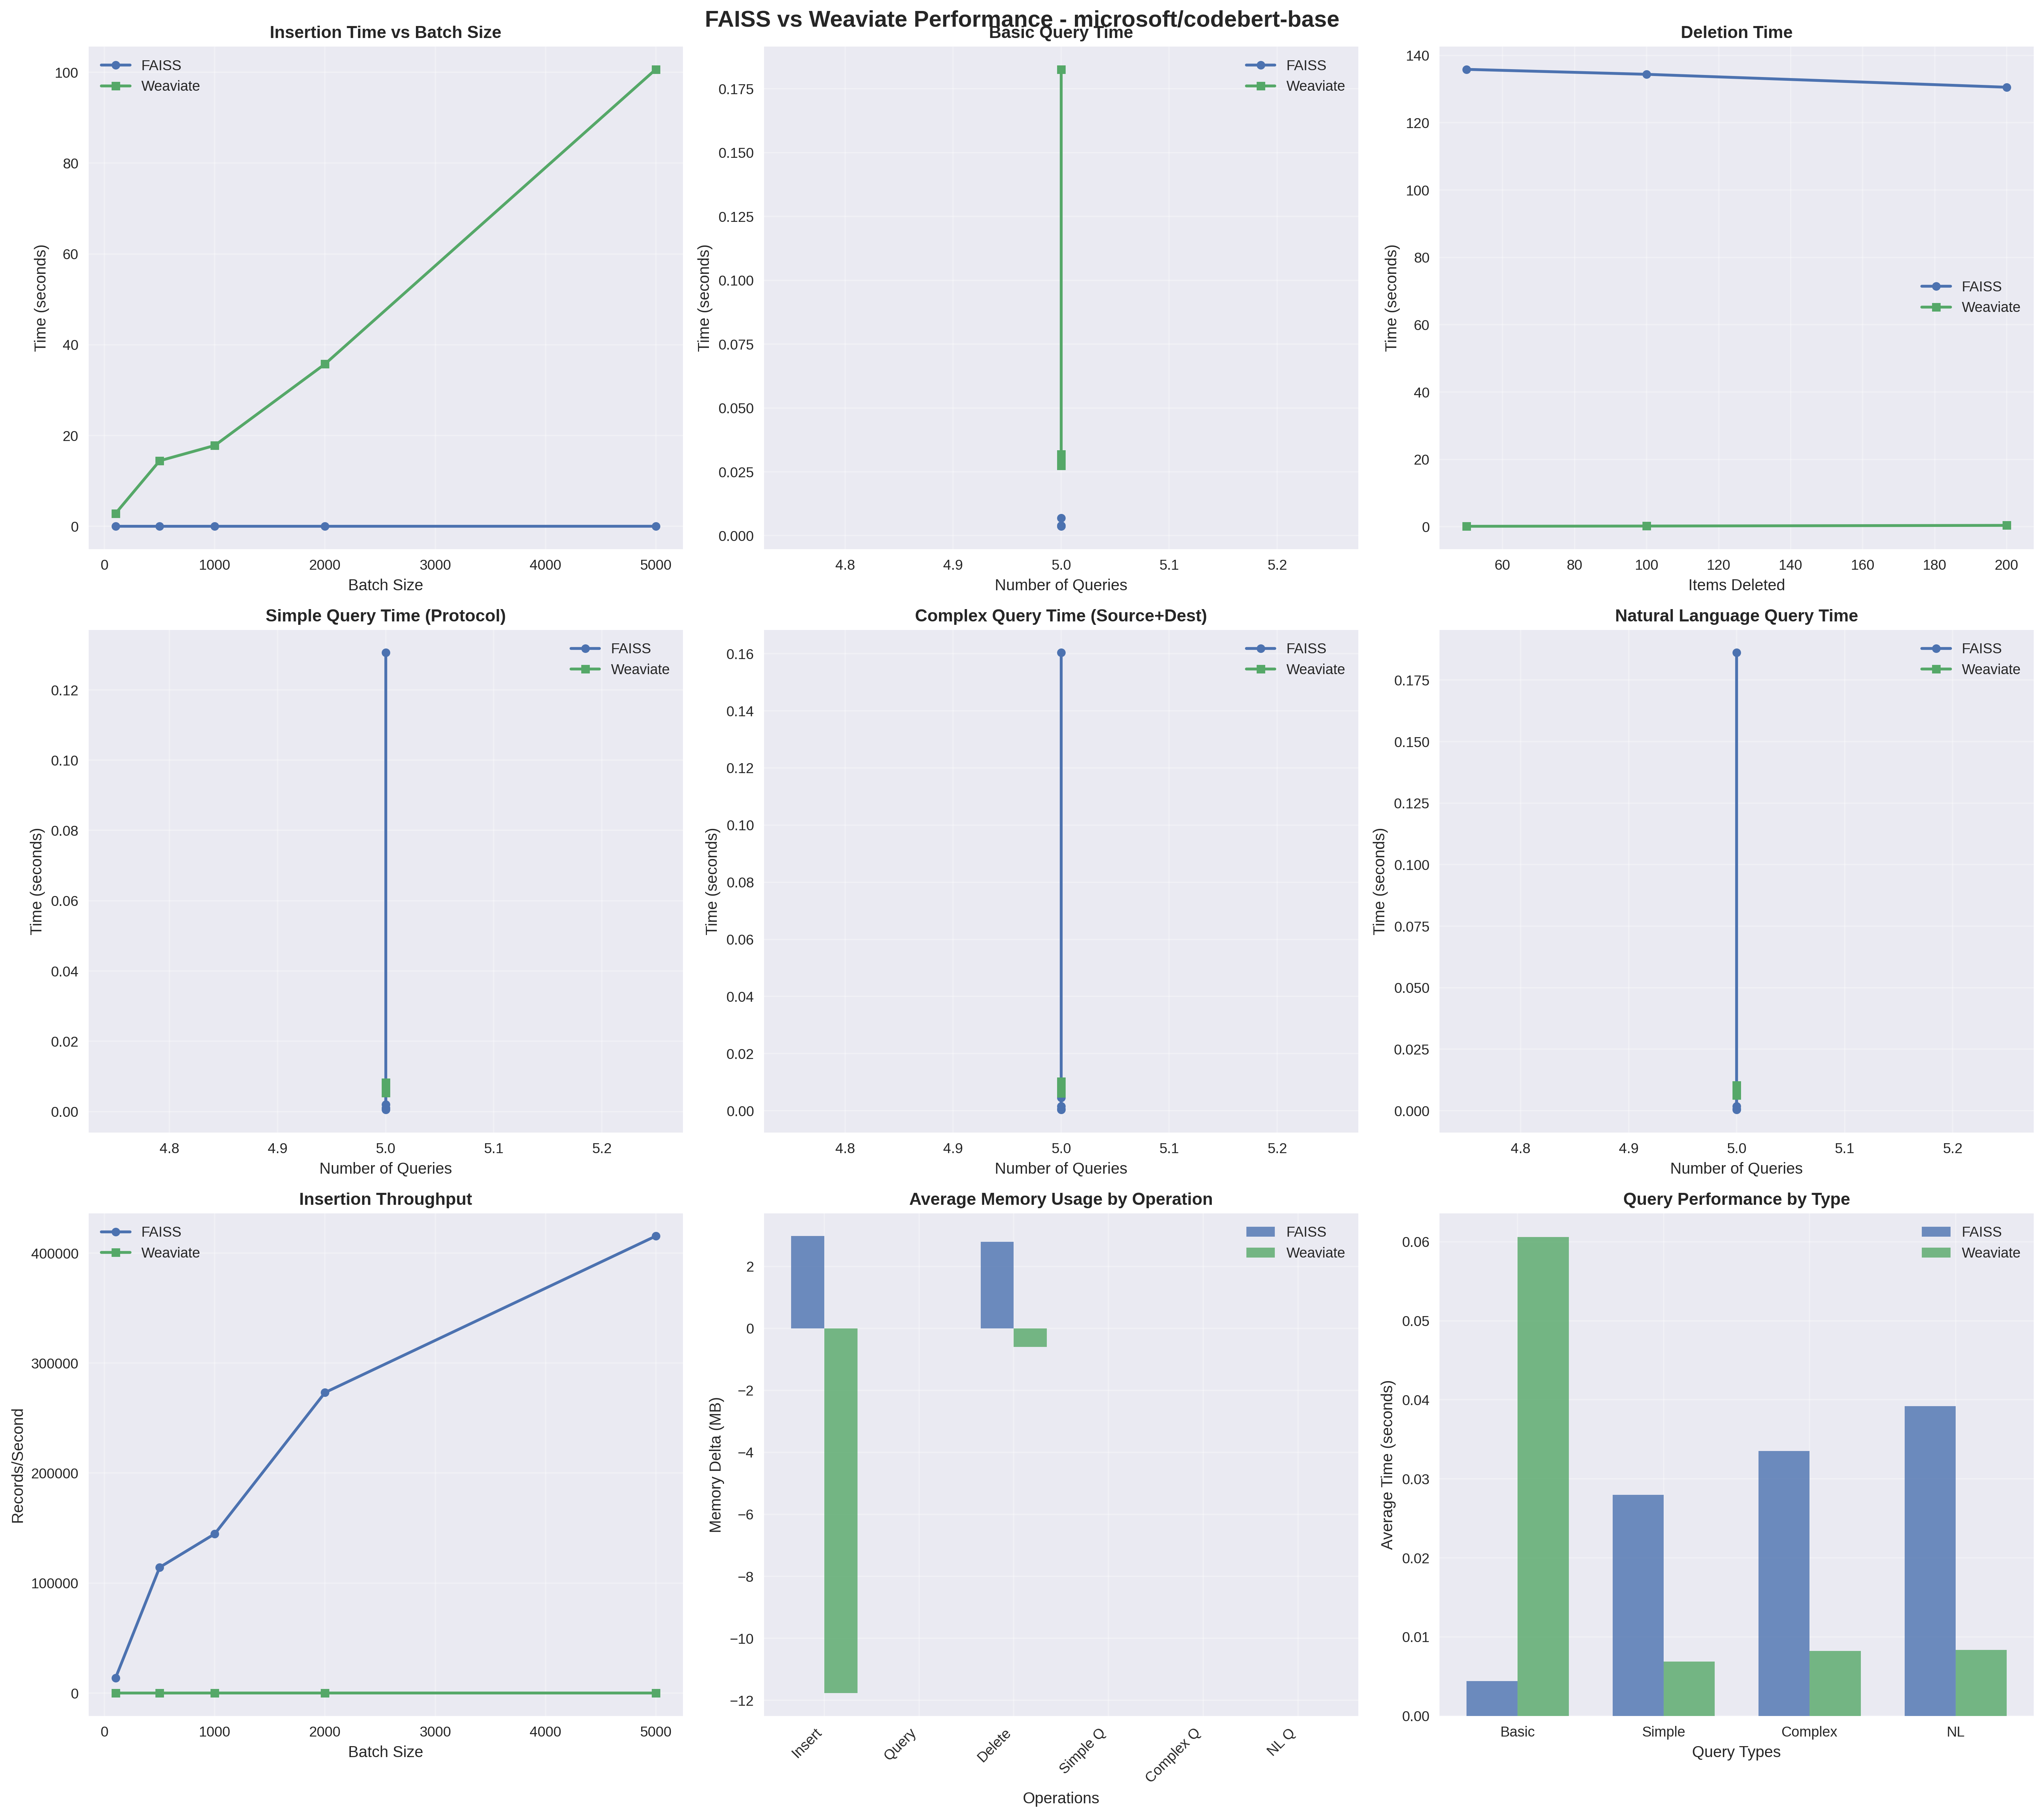 FAISS vs Weaviate Performance - microsoft/codebert-base
Insertion Time vs Batch Size
FAISS
Weaviate
100
80
60
40
20
0
Time (seconds)
0 1000 2000 3000 4000 5000
Batch Size
Basic Query Time
FAISS
Weaviate
0.175
0.150
0.125
0.100
0.075
0.050
0.025
0.000
Time (seconds)
4.8 4.9 5.0 5.1 5.2
Number of Queries
Deletion Time
140
120
100
80
60
40
20
0
Time (seconds)
FAISS
Weaviate
60 80 100 120 140 160 180 200
Items Deleted
Simple Query Time (Protocol)
FAISS
Weaviate
0.12
0.10
0.08
0.06
0.04
0.02
0.00
Time (seconds)
4.8 4.9 5.0 5.1 5.2
Number of Queries
Complex Query Time (Source+Dest)
FAISS
Weaviate
0.16
0.14
0.12
0.10
0.08
0.06
0.04
0.02
0.00
Time (seconds)
4.8 4.9 5.0 5.1 5.2
Number of Queries
Natural Language Query Time
FAISS
Weaviate
0.175
0.150
0.125
0.100
0.075
0.050
0.025
0.000
Time (seconds)
4.8 4.9 5.0 5.1 5.2
Number of Queries
Insertion Throughput
FAISS
Weaviate
400000
300000
200000
100000
0
Records/Second
0 1000 2000 3000 4000 5000
Batch Size
Average Memory Usage by Operation
FAISS
Weaviate
2
0
−2
−4
−6
−8
−10
−12
Memory Delta (MB)
Insert
Query
Delete
Simple Q
Complex Q
NL Q
Operations
Query Performance by Type
FAISS
Weaviate
0.06
0.05
0.04
0.03
0.02
0.01
0.00
Average Time (seconds)
Basic Simple Complex NL
Query Types